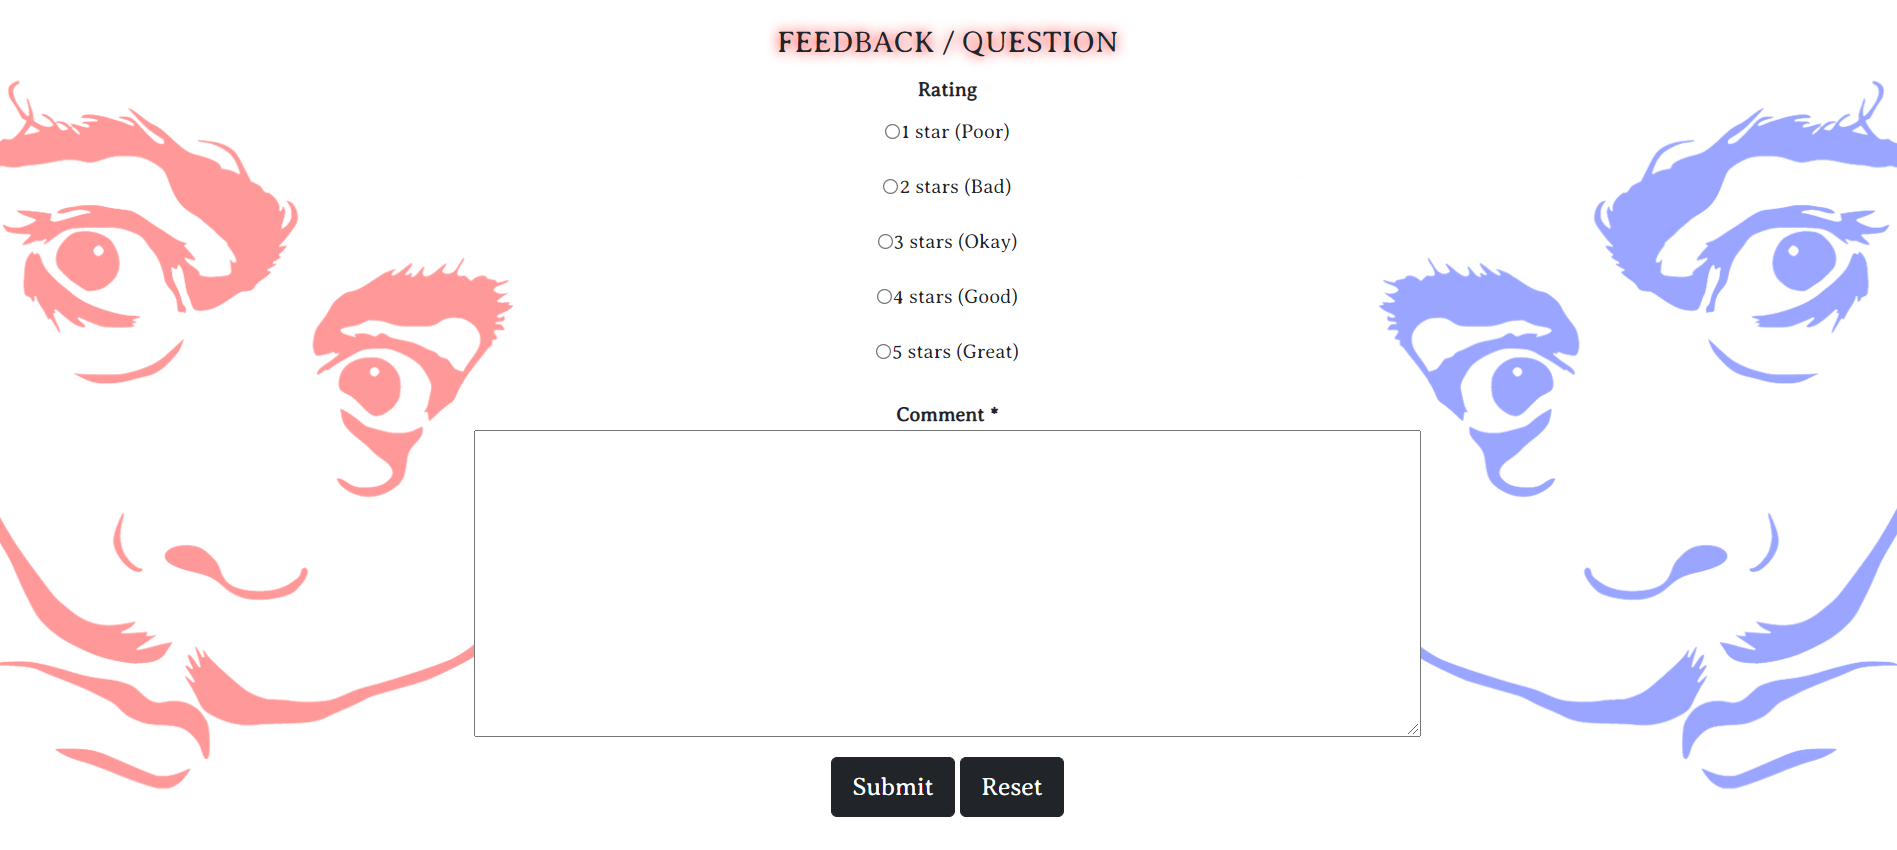 FEEDBACK / QUESTION
Rating
1 star (Poor)
2 stars (Bad)
3 stars (Okay)
4 stars (Good)
5 stars (Great)
Comment *
Submit Reset